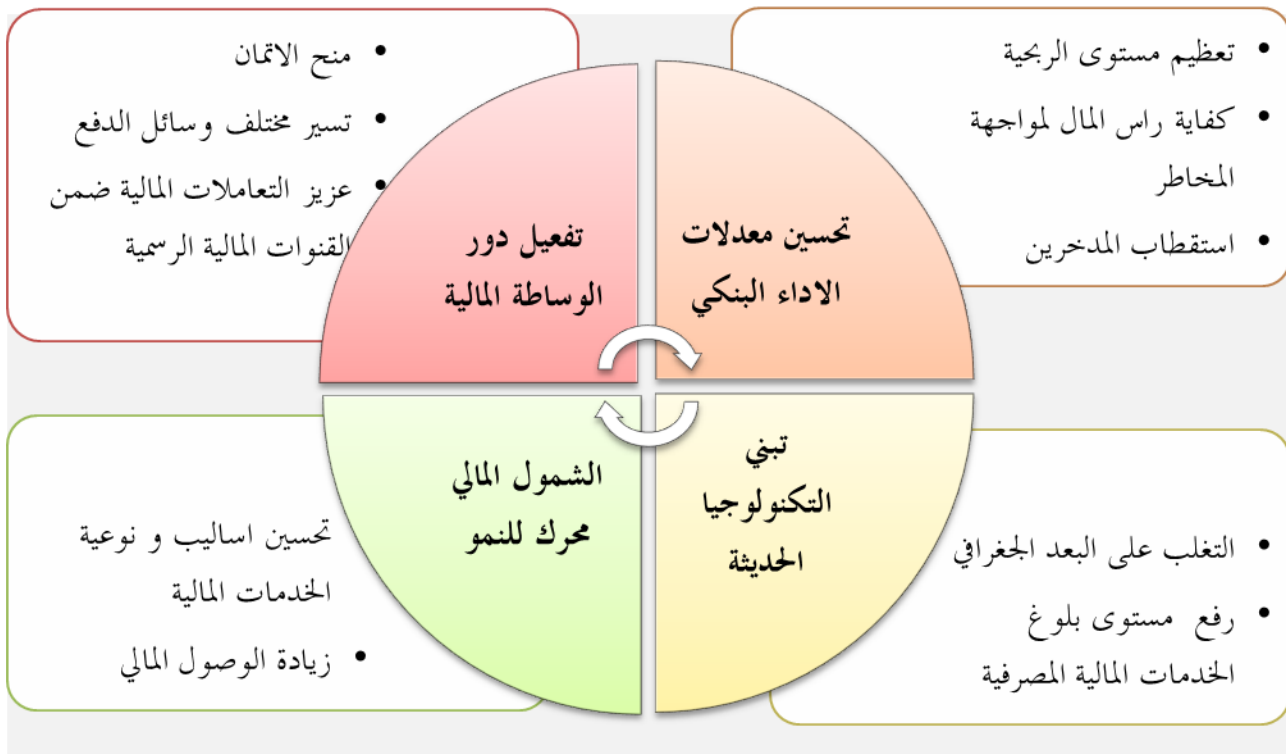 • تعظيم مستوى الربحية
• كفاية راس المال لمواجهة
المخاطر
• استقطاب المدخرين
• منح الاتمان
• تسير مختلف وسائل الدفع
• عزيز التعاملات المالية ضمن
القنوات المالية الرسمية
تحسين معدلات
الاداء البنكي
تفعيل دور
الوساطة المالية
تبني
التكنولوجيا
الحديثة
الشمول المالي
محرك للنمو
• التغلب على البعد الجغرافي
• رفع مستوى بلوغ
الخدمات المالية المصرفية
تحسين اساليب و نوعية
الخدمات المالية
• زيادة الوصول المالي